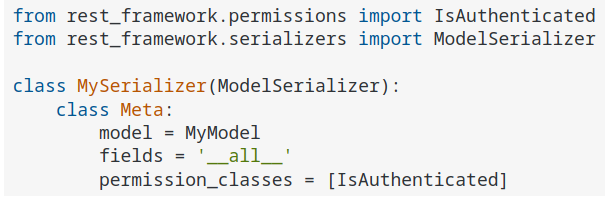 from rest_framework.permissions import IsAuthenticated
from rest_framework.serializers import ModelSerializer

class MySerializer(ModelSerializer):
    class Meta:
        model = MyModel
        fields = '__all__'
        permission_classes = [IsAuthenticated]